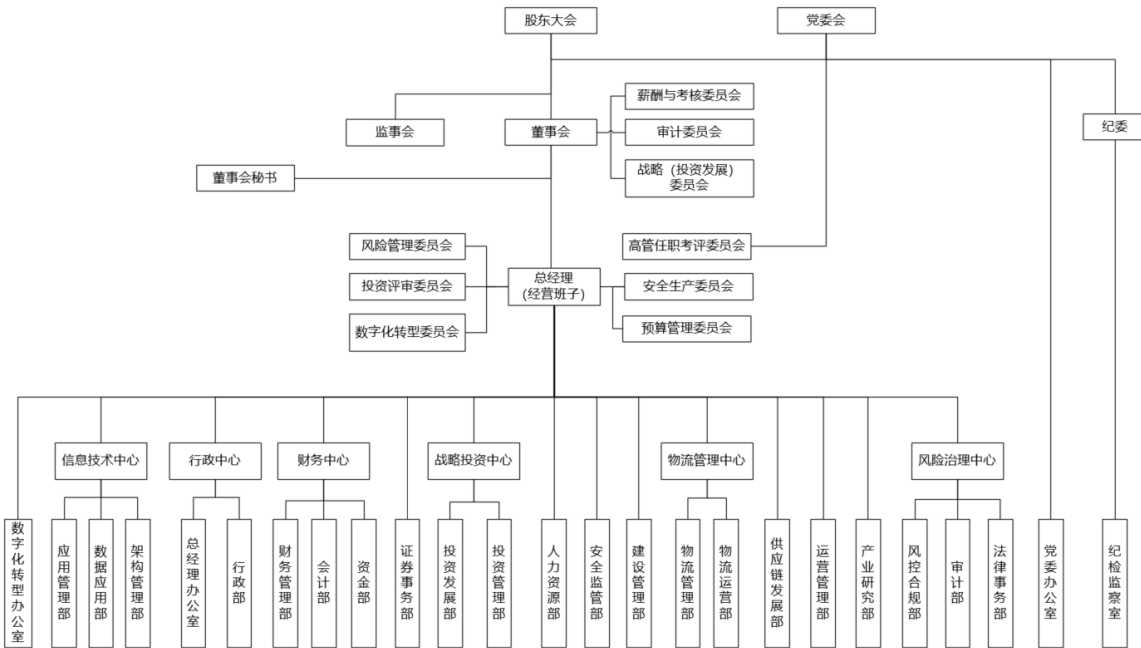 股东大会
党委会
薪酬与考核委员会
监事会
董事会
审计委员会
纪委
董事会秘书
战略（投资发展）
委员会
风险管理委员会
高管任职考评委员会
总经理
(经营班子)
投资评审委员会
安全生产委员会
数字化转型委员会
预算管理委员会
信息技术中心
行政中心
财务中心
战略投资中心
物流管理中心
风险治理中心
数字化转型办公室
应用管理部
数据应用部
架构管理部
总经理办公室
行政部
财务管理部
会计部
资金部
证券事务部
投资发展部
投资管理部
人力资源部
安全监管部
建设管理部
物流管理部
物流运营部
供应链发展部
运营管理部
产业研究部
风控合规部
审计部
法律事务部
党委办公室
纪检监察室